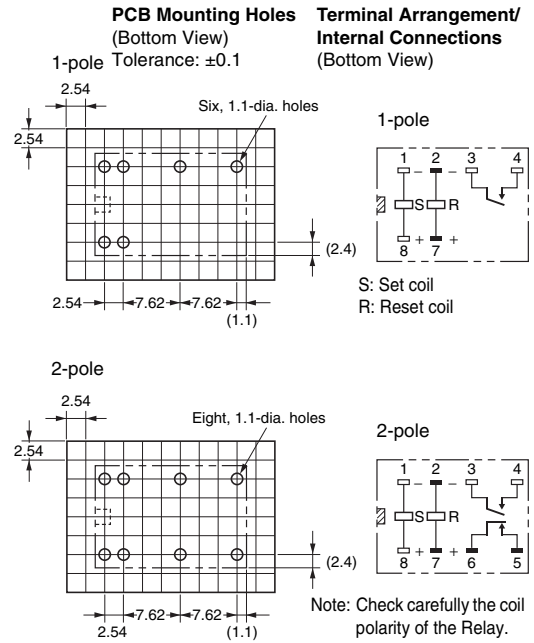 PCB Mounting Holes
(Bottom View)
Tolerance: ±0.1
Terminal Arrangement/
Internal Connections
(Bottom View)
1-pole
2.54
2.54
Six, 1.1-dia. holes
(2.4)
2.54 7.62 7.62
(1.1)
1-pole
1 2 3 4
- -
S R
+ +
8 7
S: Set coil
R: Reset coil
2-pole
2.54
2.54
Eight, 1.1-dia. holes
(2.4)
7.62 7.62
2.54 (1.1)
2-pole
1 2 3 4
- -
S R
+ +
8 7 6 5
Note: Check carefully the coil
polarity of the Relay.